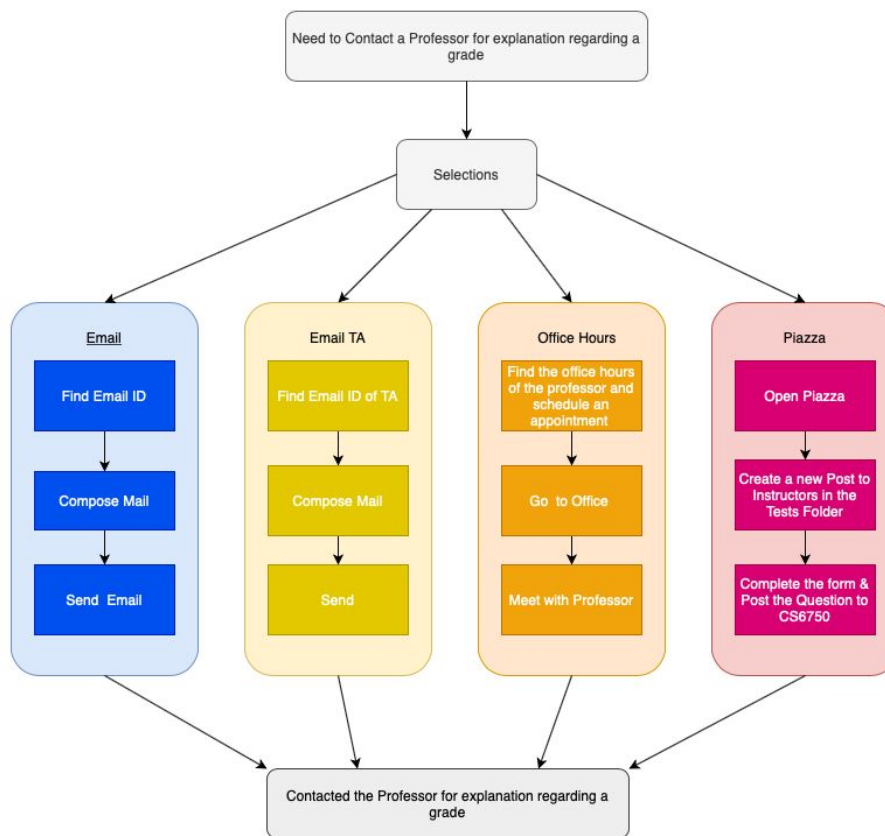 Need to Contact a Professor for explanation regarding a
grade
Selections
Email
Find Email ID
Compose Mail
Send Email
Email TA
Find Email ID of TA
Compose Mail
Send
Office Hours
Find the office hours
of the professor and
schedule an
appointment
Go to Office
Meet with Professor
Piazza
Open Piazza
Create a new Post to
Instructors in the
Tests Folder
Complete the form &
Post the Question to
CS6750
Contacted the Professor for explanation regarding a
grade